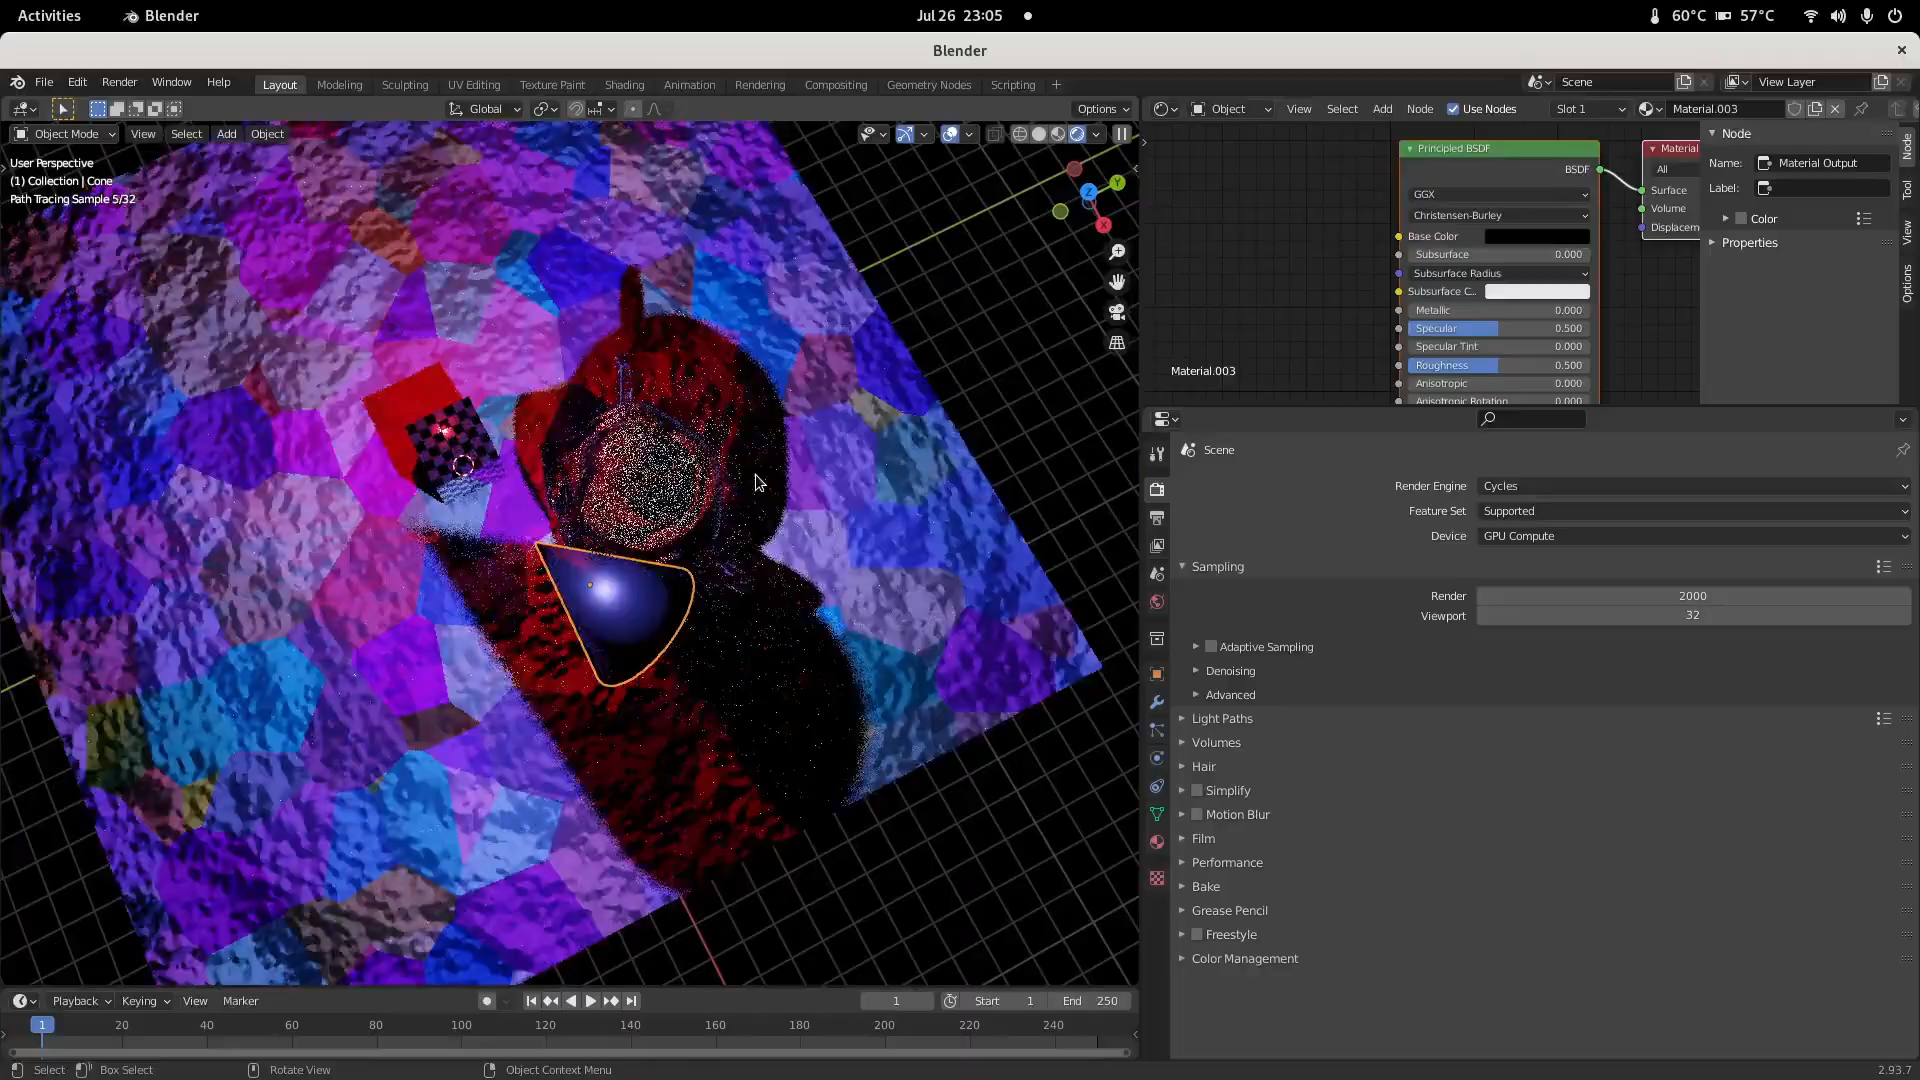 Activities Blender Jul 26 23:05 60°C 57°C
Blender
File Edit Render Window Help Layout Modeling Sculpting UV Editing Texture Paint Shading Animation Rendering Compositing Geometry Nodes Scripting + Scene View Layer
Global Options Object View Select Add Node Use Nodes Slot 1 Material.003
Object Mode View Select Add Object
User Perspective
(1) Collection | Cone
Path Tracing Sample 5/32
Z Y X
Principled BSDF
BSDF
GGX
Christensen-Burley
Base Color
Subsurface 0.000
Subsurface Radius
Subsurface C...
Metallic 0.000
Specular 0.500
Specular Tint 0.000
Roughness 0.500
Anisotropic 0.000
Anisotropic Rotation 0.000
Material
All
Surface
Volume
Displacem
Material.003
Node
Name: Material Output
Label:
Color
Properties
Node
Tool
View
Options
Scene
Render Engine Cycles
Feature Set Supported
Device GPU Compute
Sampling
Render 2000
Viewport 32
Adaptive Sampling
Denoising
Advanced
Light Paths
Volumes
Hair
Simplify
Motion Blur
Film
Performance
Bake
Grease Pencil
Freestyle
Color Management
Playback Keying View Marker 1 Start 1 End 250
1 20 40 60 80 100 120 140 160 180 200 220 240
Select Box Select Rotate View Object Context Menu 2.93.7